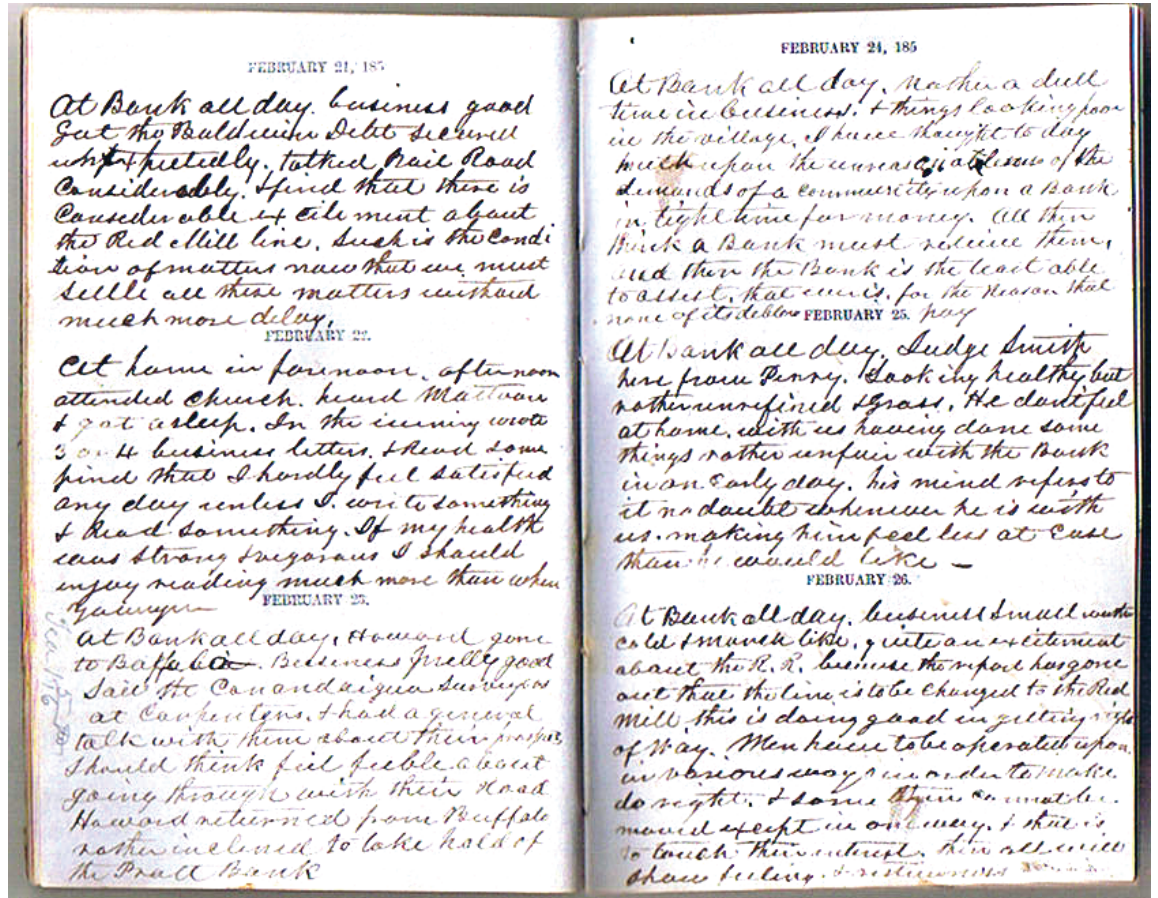 FEBRUARY 21, 185
At Bank all day. business good
Got the Baldwin Debt secured
unexpectedly. talked Rail Road
Considerably. I find that there is
Considerable excitement about
the Red Mill line. Such is the Condi
tion of matters now that we must
settle all these matters without
much more delay.
FEBRUARY 22.
At home in forenoon. afternoon
attended Church. heard
& got asleep. In the evening wrote
3 or 4 business letters. & Read some
find that I hardly feel satisfied
any day unless I write something
& Read something. If my health
was strong & vigorous I should
enjoy reading much more than when
younger
FEBRUARY 23.
At Bank all day. Howard gone
to Buffalo. Business pretty good
Said the Canandaigua Surveyors
at Carpenters. & had a general
talk with them about their prospects
should think feel feeble about
going through with their Road
Howard returned from Buffalo
rather inclined to take hold of
the Pratt Bank
FEBRUARY 24, 185
At Bank all day. Rather a dull
time in business. & things looking poor
in the village. I have thought to day
much upon the unreasonableness of the
demands of a community upon a Bank
in tight time for money. All then
think a Bank must relieve them,
and then the Bank is the least able
to assist. that ever is. for the Reason that
none of its debtors pay
FEBRUARY 25.
At Bank all day. Judge Smith
here from Perry. Looking healthy but
rather unrefined & Gross. He dont feel
at home. with us having done some
things rather unfair with the Bank
in an Early day. his mind refers to
it no doubt whenever he is with
us. making him feel less at Ease
than he would like —
FEBRUARY 26.
At Bank all day. business Small weather
cold & March like. quite an excitement
about the R. R. because the report has gone
out that the line is to be changed to the Red
Mill this is doing good in getting right
of Way. Men have to be operated upon
in various ways in order to make
do right. & some cannot be
moved except in one way. & that is
to touch their interest. then all will
show feeling. &